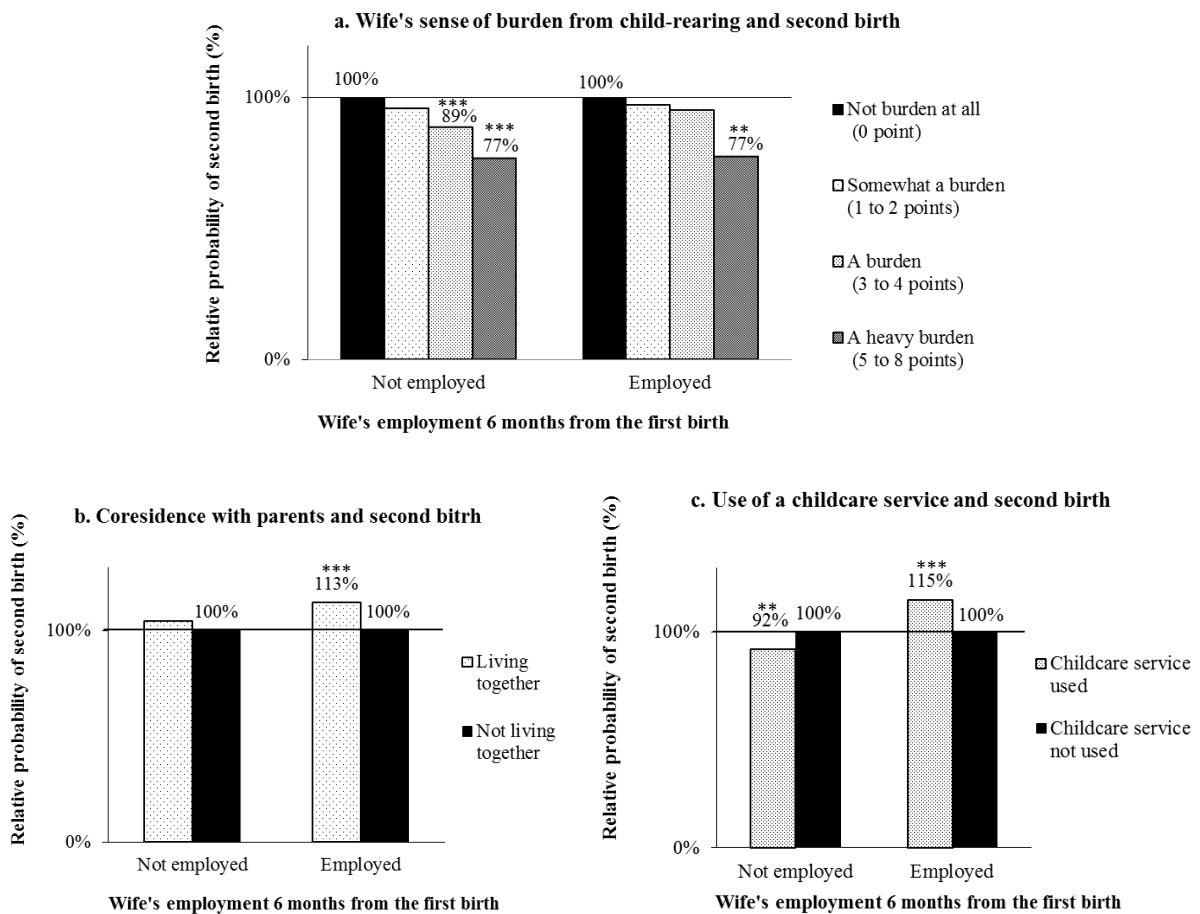 a. Wife's sense of burden from child-rearing and second birth
Relative probability of second birth (%)
100%
0%
100%
***
89%
***
77%
100%
**
77%
Not employed
Employed
Wife's employment 6 months from the first birth
Not burden at all
(0 point)
Somewhat a burden
(1 to 2 points)
A burden
(3 to 4 points)
A heavy burden
(5 to 8 points)
b. Coresidence with parents and second bitrh
Relative probability of second birth (%)
100%
0%
100%
***
113%
100%
Not employed
Employed
Wife's employment 6 months from the first birth
Living
together
Not living
together
c. Use of a childcare service and second birth
Relative probability of second birth (%)
100%
0%
**
92%
100%
***
115%
100%
Not employed
Employed
Wife's employment 6 months from the first birth
Childcare service
used
Childcare service
not used